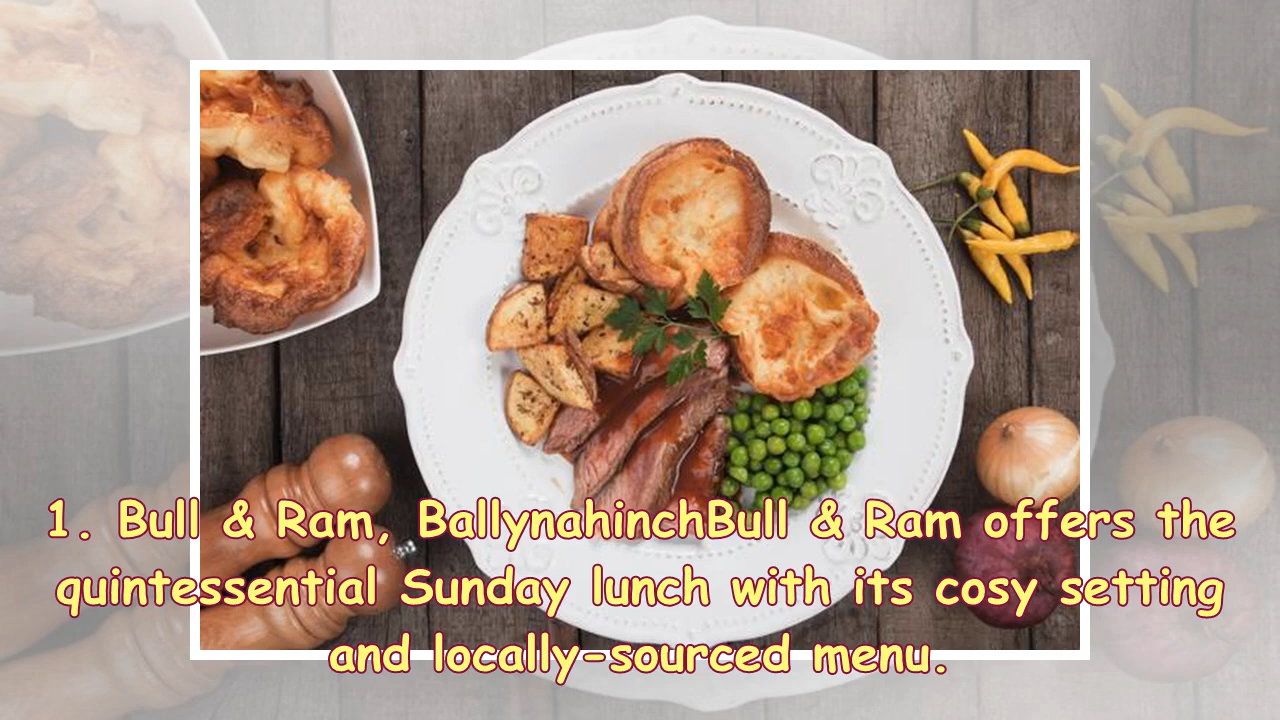 1. Bull & Ram, BallynahinchBull & Ram offers the
quintessential Sunday lunch with its cosy setting
and locally-sourced menu.